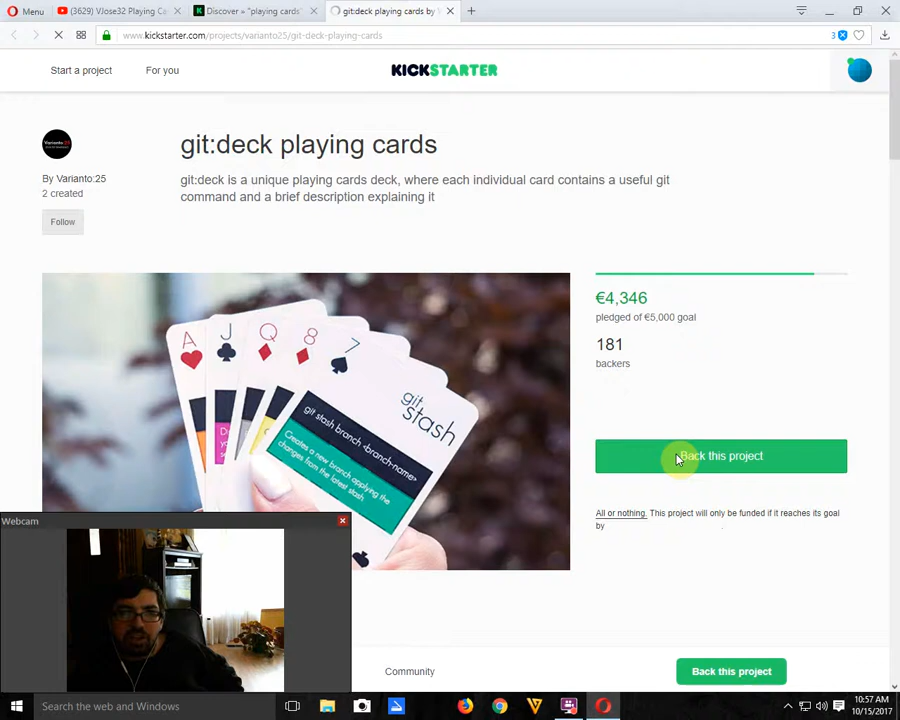 Menu
(3629) VJose32 Playing Ca
Discover » "playing cards"
git:deck playing cards by V
www.kickstarter.com/projects/varianto25/git-deck-playing-cards
3
Start a project
For you
KICKSTARTER
Varianto:25
git:deck playing cards
By Varianto:25
2 created
git:deck is a unique playing cards deck, where each individual card contains a useful git
command and a brief description explaining it
Follow
€4,346
pledged of €5,000 goal
181
backers
A
J
Q
8
7
git
stash
git stash branch <branch-name>
Creates a new branch applying the
changes from the latest stash
Back this project
All or nothing. This project will only be funded if it reaches its goal
by
Webcam
Community
Back this project
Search the web and Windows
10:57 AM
10/15/2017